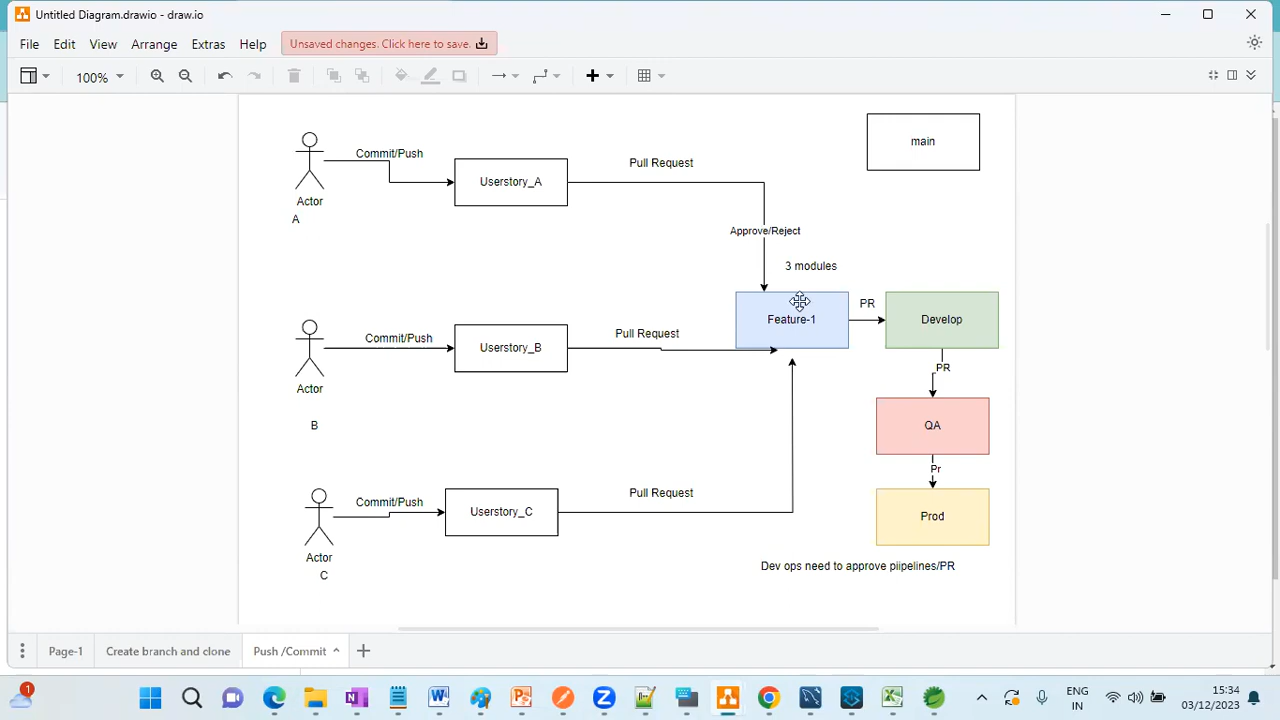 Untitled Diagram.drawio - draw.io
File Edit View Arrange Extras Help Unsaved changes. Click here to save.
100%
main
Commit/Push
Userstory_A
Pull Request
Actor
A
Approve/Reject
3 modules
Feature-1
PR
Develop
Commit/Push
Userstory_B
Pull Request
Actor
B
PR
QA
Pr
Commit/Push
Userstory_C
Pull Request
Prod
Actor
C
Dev ops need to approve piipelines/PR
Page-1 Create branch and clone Push /Commit
1
ENG
IN
15:34
03/12/2023